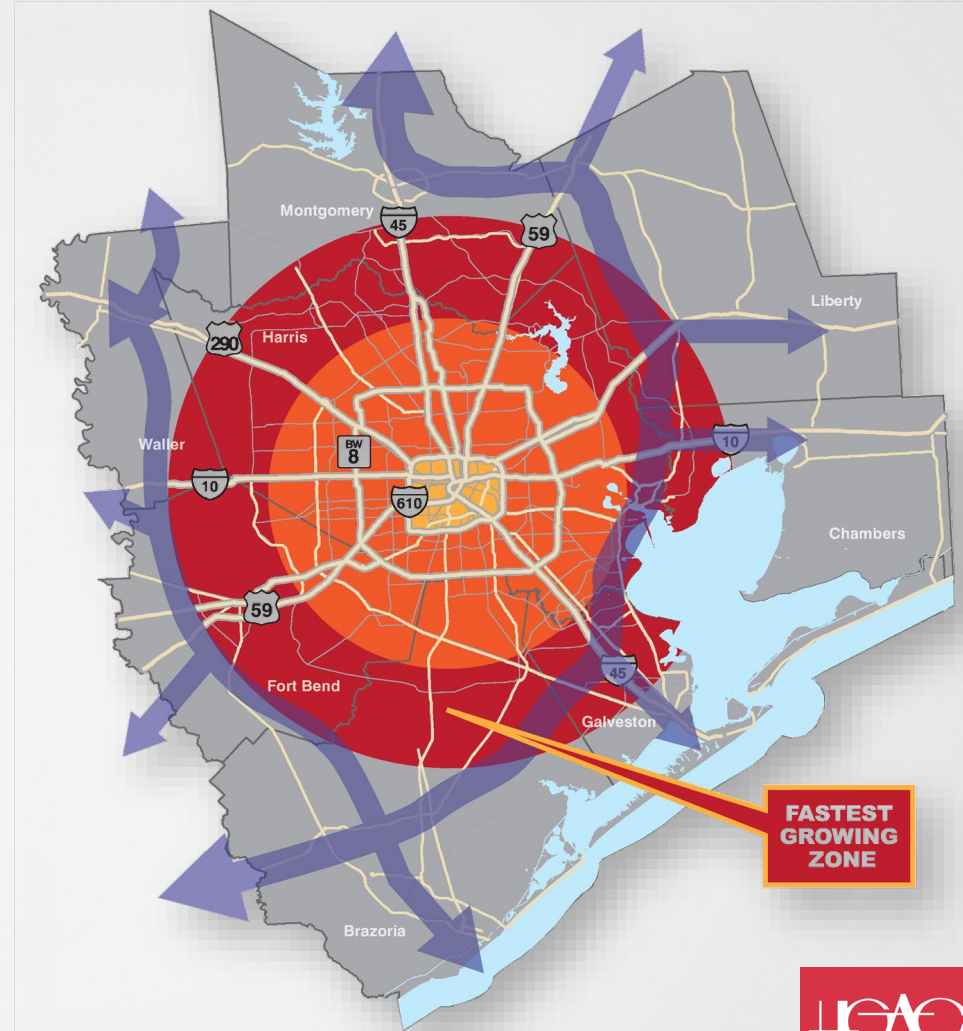 Montgomery
45
59
Liberty
290
Harris
Waller
BW
8
10
10
610
Chambers
59
Fort Bend
45
Galveston
FASTEST
GROWING
ZONE
Brazoria